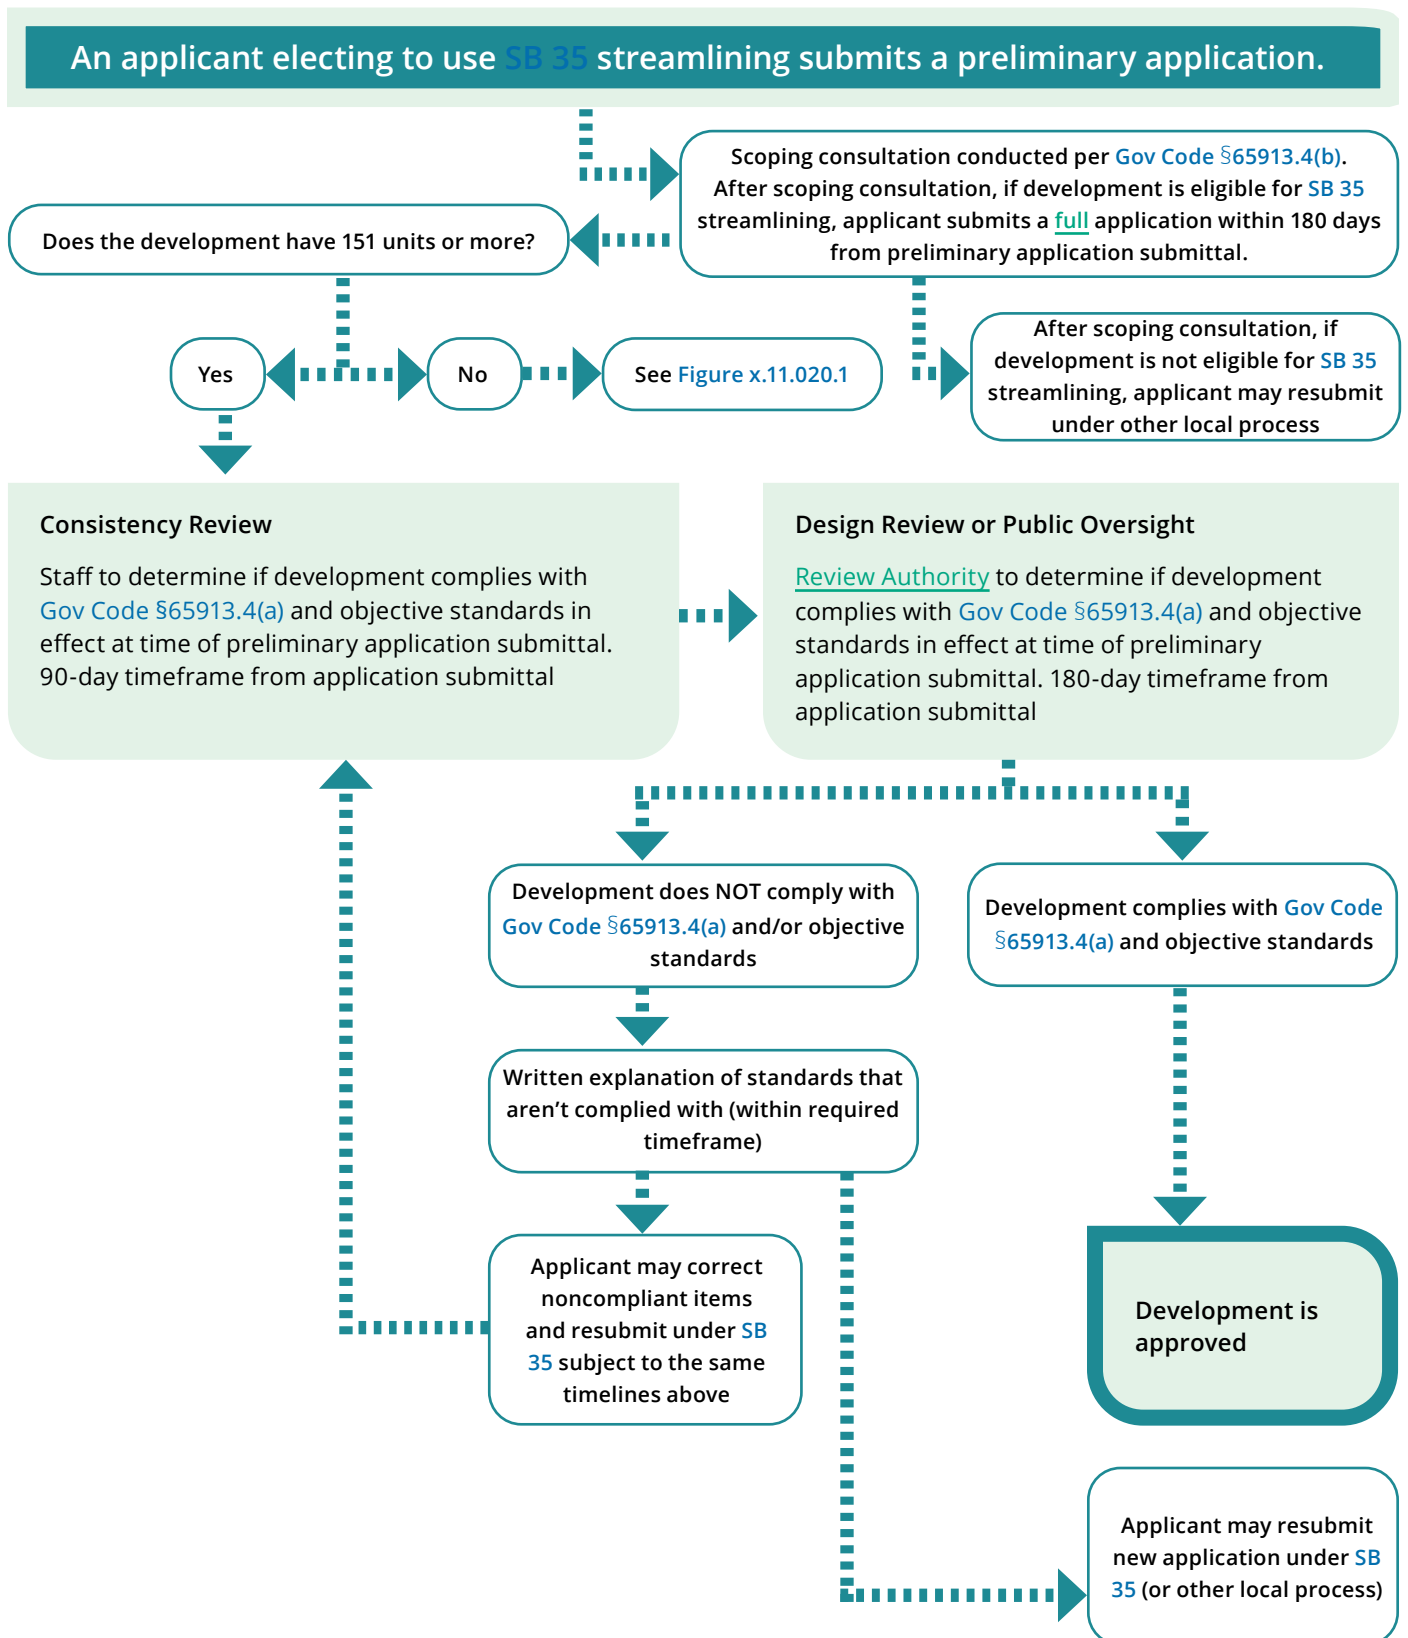 An applicant electing to use SB 35 streamlining submits a preliminary application.
Scoping consultation conducted per Gov Code §65913.4(b).
After scoping consultation, if development is eligible for SB 35
streamlining, applicant submits a full application within 180 days
from preliminary application submittal.
Does the development have 151 units or more?
After scoping consultation, if
development is not eligible for SB 35
streamlining, applicant may resubmit
under other local process
Yes
No
See Figure x.11.020.1
Consistency Review
Staff to determine if development complies with
Gov Code §65913.4(a) and objective standards in
effect at time of preliminary application submittal.
90-day timeframe from application submittal
Design Review or Public Oversight
Review Authority to determine if development
complies with Gov Code §65913.4(a) and objective
standards in effect at time of preliminary
application submittal. 180-day timeframe from
application submittal
Development does NOT comply with
Gov Code §65913.4(a) and/or objective
standards
Development complies with Gov Code
§65913.4(a) and objective standards
Written explanation of standards that
aren’t complied with (within required
timeframe)
Applicant may correct
noncompliant items
and resubmit under SB
35 subject to the same
timelines above
Development is
approved
Applicant may resubmit
new application under SB
35 (or other local process)